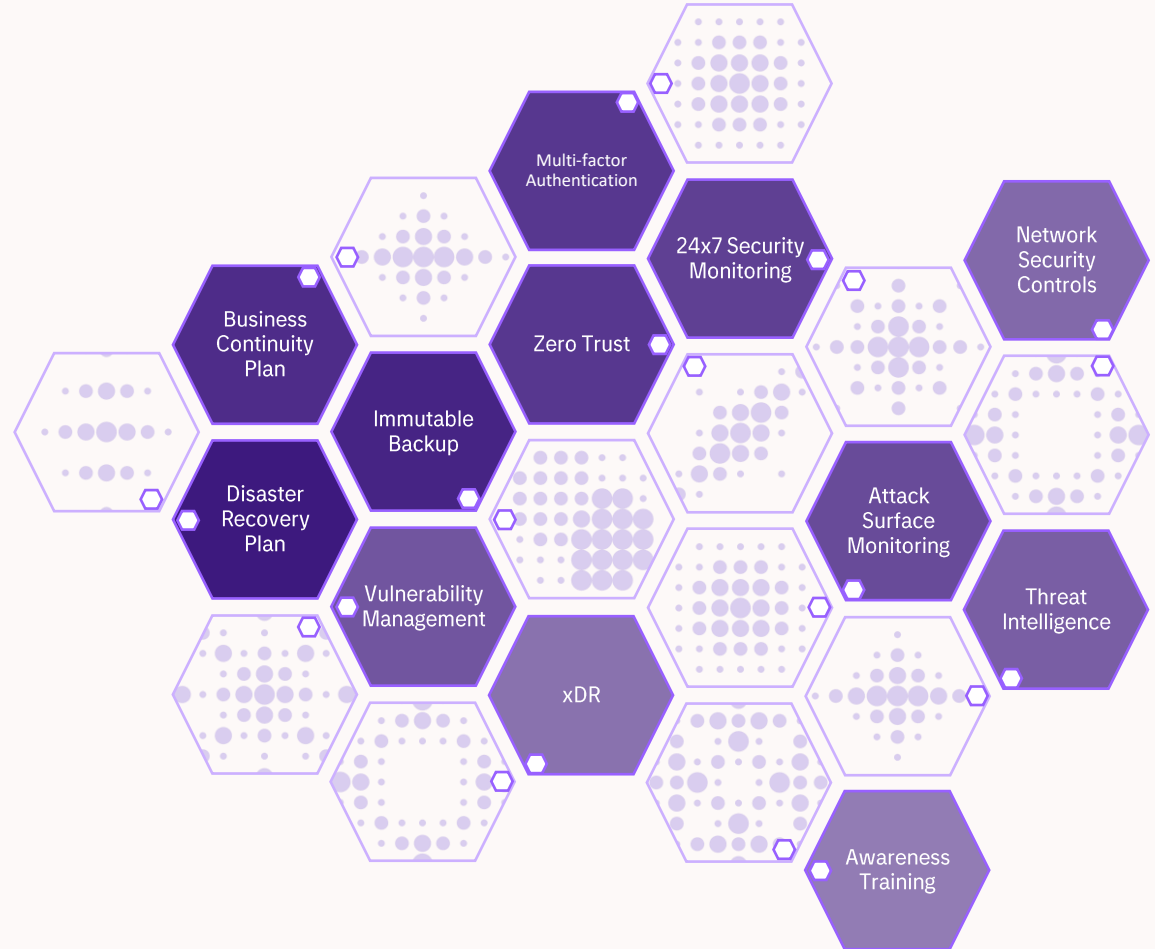 Multi-factor
Authentication
24x7 Security
Monitoring
Network
Security
Controls
Business
Continuity
Plan
Zero Trust
Immutable
Backup
Disaster
Recovery
Plan
Attack
Surface
Monitoring
Vulnerability
Management
Threat
Intelligence
xDR
Awareness
Training